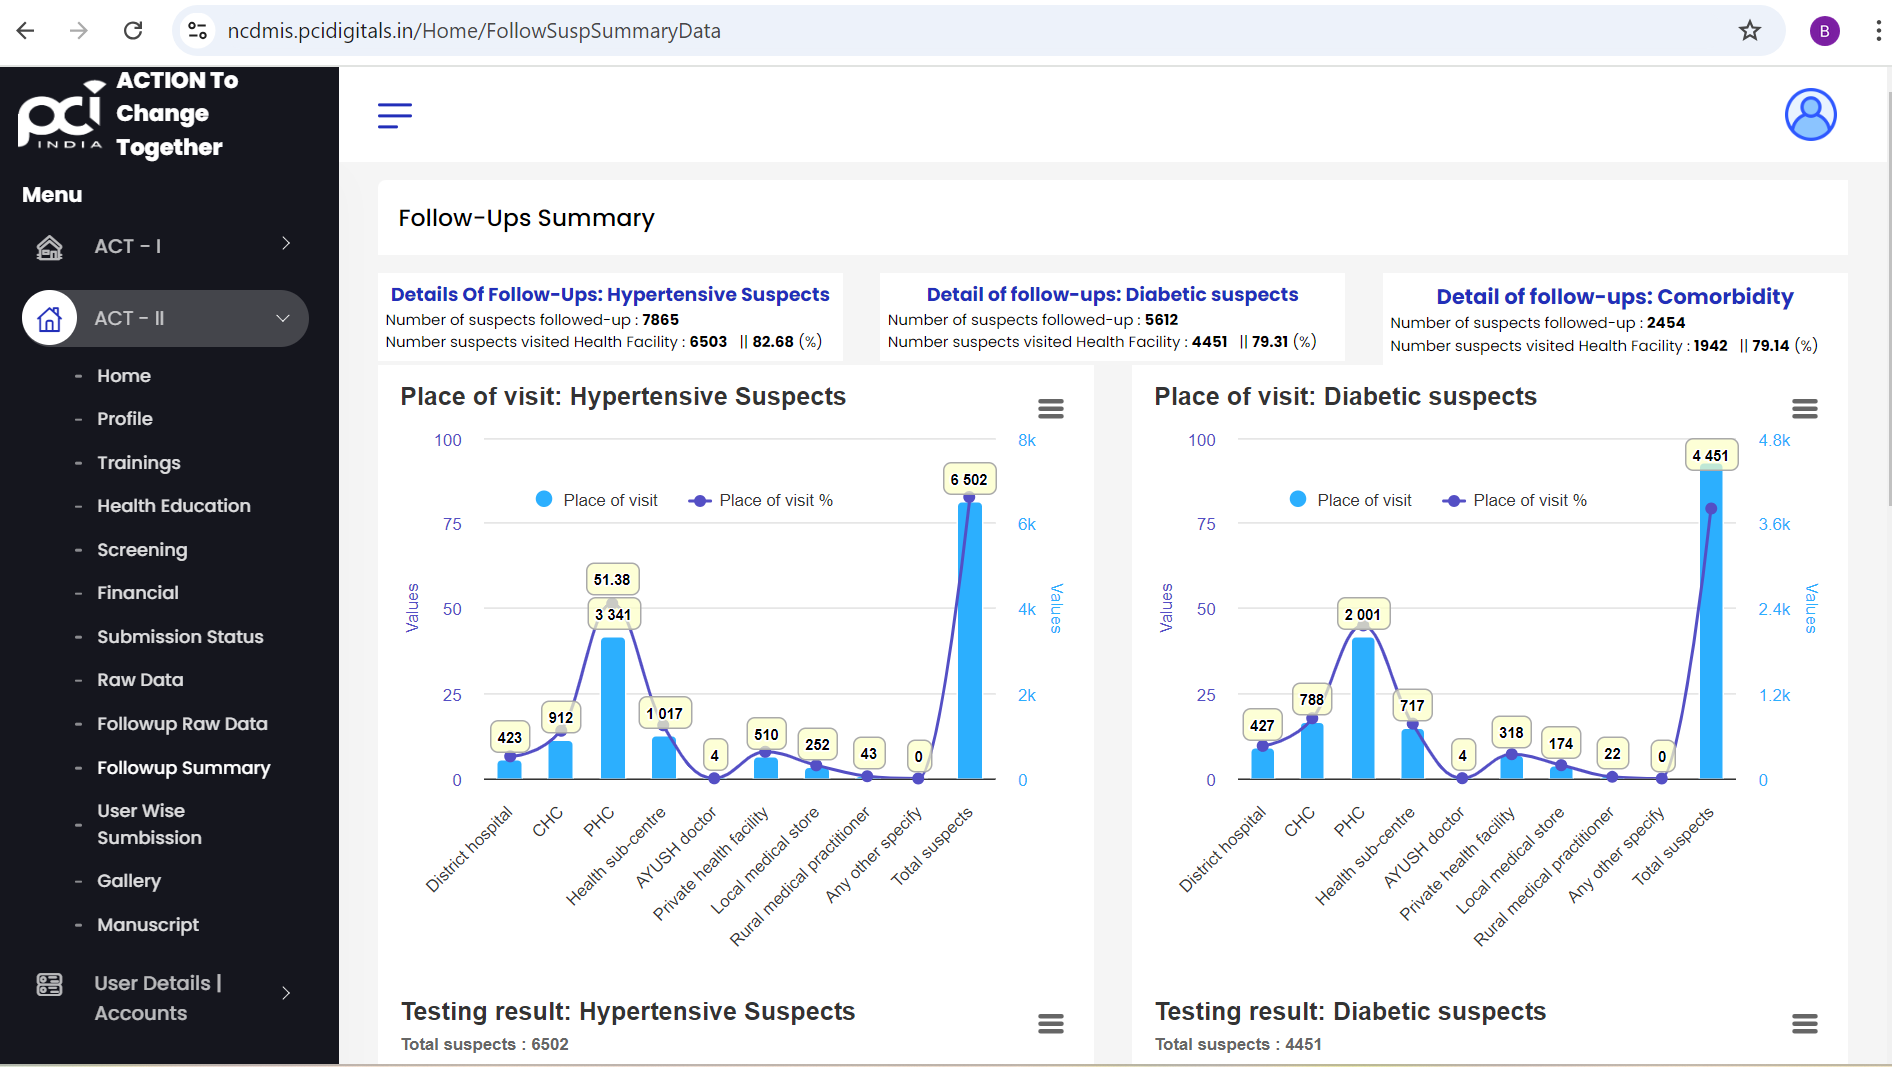 ncdmis.pcidigitals.in/Home/FollowSuspSummaryData
B
pci
INDIA
ACTION To
Change
Together
Menu
ACT - I
ACT - II
- Home
- Profile
- Trainings
- Health Education
- Screening
- Financial
- Submission Status
- Raw Data
- Followup Raw Data
- Followup Summary
- User Wise
Sumbission
- Gallery
- Manuscript
User Details |
Accounts
Follow-Ups Summary
Details Of Follow-Ups: Hypertensive Suspects
Number of suspects followed-up : 7865
Number suspects visited Health Facility : 6503 || 82.68 (%)
Detail of follow-ups: Diabetic suspects
Number of suspects followed-up : 5612
Number suspects visited Health Facility : 4451 || 79.31 (%)
Detail of follow-ups: Comorbidity
Number of suspects followed-up : 2454
Number suspects visited Health Facility : 1942 || 79.14 (%)
Place of visit: Hypertensive Suspects
Place of visit
Place of visit %
Values
100
75
50
25
0
8k
6k
4k
2k
0
Values
423
912
51.38
3 341
1 017
4
510
252
43
0
6 502
District hospital
CHC
PHC
Health sub-centre
AYUSH doctor
Private health facility
Local medical store
Rural medical practitioner
Any other specify
Total suspects
Place of visit: Diabetic suspects
Place of visit
Place of visit %
Values
100
75
50
25
0
4.8k
3.6k
2.4k
1.2k
0
Values
427
788
2 001
717
4
318
174
22
0
4 451
District hospital
CHC
PHC
Health sub-centre
AYUSH doctor
Private health facility
Local medical store
Rural medical practitioner
Any other specify
Total suspects
Testing result: Hypertensive Suspects
Total suspects : 6502
Testing result: Diabetic suspects
Total suspects : 4451